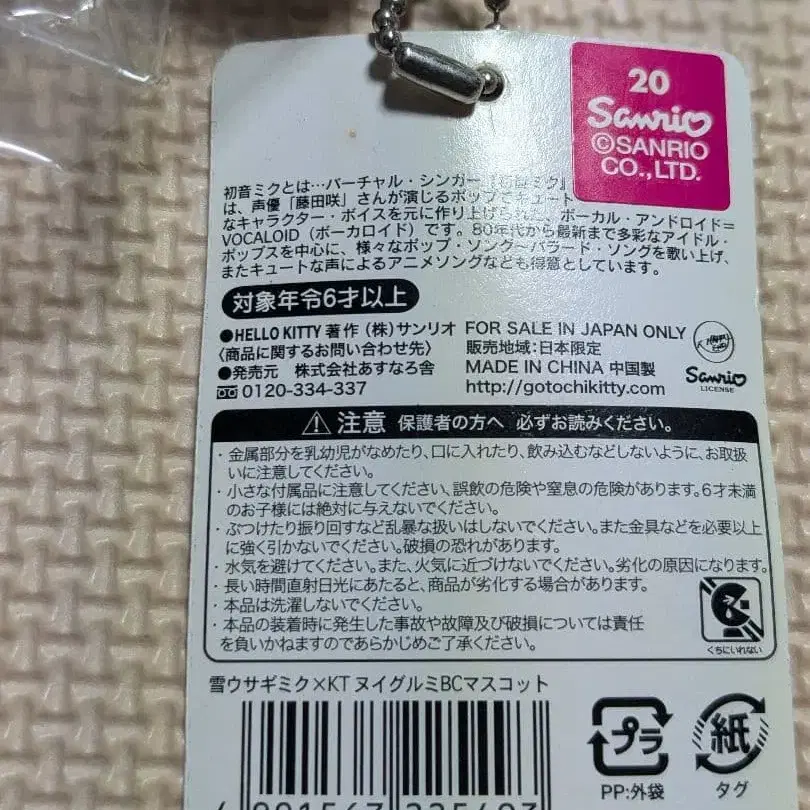 20
Sanrio
©SANRIO
CO.,LTD.
初音ミクとは…バーチャル・シンガー『初音ミク』
は、声優「藤田咲」さんが演じるポップでキュート
なキャラクター・ボイスを元に作り上げられた、ボーカル・アンドロイド=
VOCALOID(ボーカロイド)です。80年代から最新まで多彩なアイドル・
ポップスを中心に、様々なポップ・ソング〜バラード・ソングを歌い上げ、
またキュートな声によるアニメソングなども得意としています。
対象年令6才以上
●HELLO KITTY 著作(株)サンリオ
〈商品に関するお問い合わせ先〉
●発売元 株式会社あすなろ舎
0120-334-337
FOR SALE IN JAPAN ONLY
販売地域:日本限定
MADE IN CHINA 中国製
http://gotochikitty.com
Sanrio
LICENSE
注意 保護者の方へ 必ずお読みください。
・金属部分を乳幼児がなめたり、口に入れたり、飲み込むなどしないように、お取扱
いに注意してください。
・小さな付属品に注意してください、誤飲の危険や窒息の危険があります。6才未満
のお子様には絶対に与えないでください。
・ぶつけたり振り回すなど乱暴な扱いはしないでください。また金具などを必要以上
に強く引かないでください。破損の恐れがあります。
・水気を避けてください。また、火気に近づけないでください。劣化の原因になります。
・長い時間直射日光にあたると、商品が劣化する場合があります。
・本品は洗濯しないでください。
・本品の装着時に発生した事故や故障及び破損については責任
を負いかねますのであらかじめご了承ください。
くちにいれない
雪ウサギミク×KT ヌイグルミBCマスコット
プラ
PP:外袋
紙
タグ